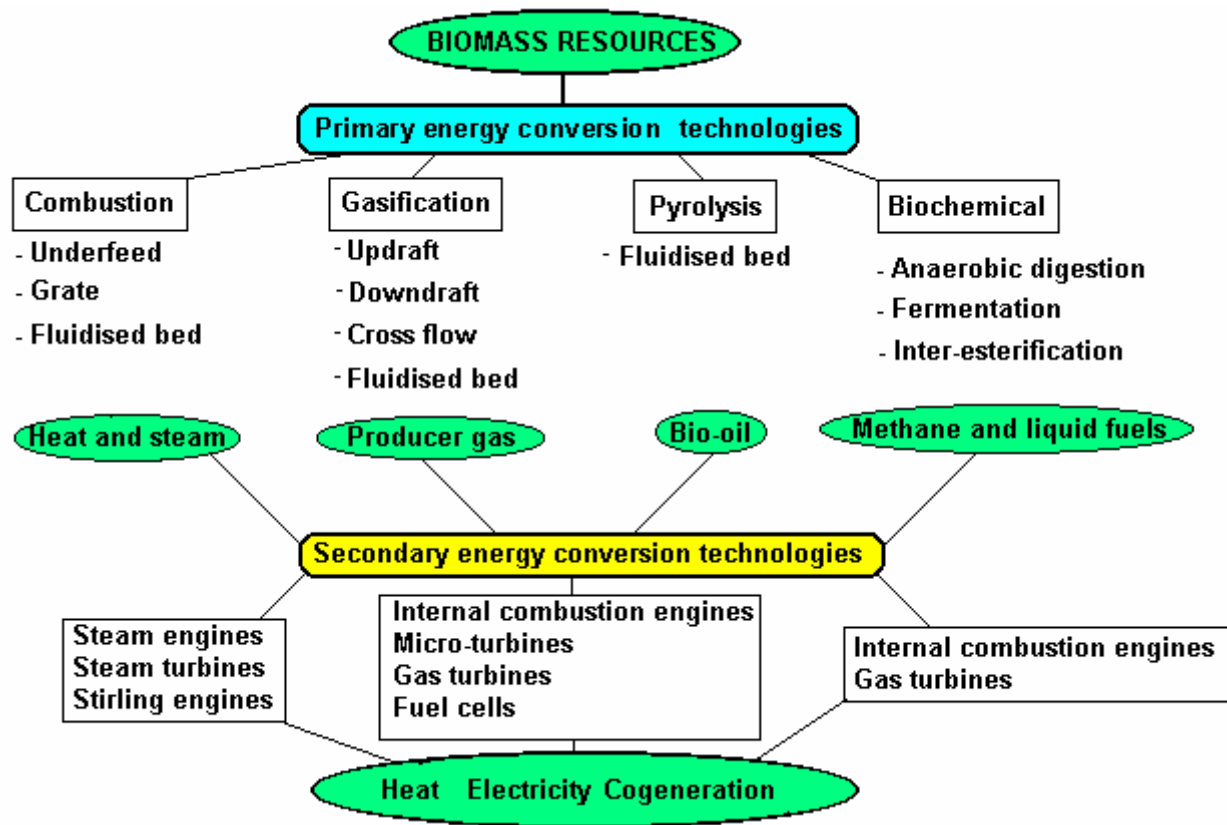 BIOMASS RESOURCES
Primary energy conversion technologies
Combustion
- Underfeed
- Grate
- Fluidised bed
Gasification
- Updraft
- Downdraft
- Cross flow
- Fluidised bed
Pyrolysis
- Fluidised bed
Biochemical
- Anaerobic digestion
- Fermentation
- Inter-esterification
Heat and steam
Producer gas
Bio-oil
Methane and liquid fuels
Secondary energy conversion technologies
Steam engines
Steam turbines
Stirling engines
Internal combustion engines
Micro-turbines
Gas turbines
Fuel cells
Internal combustion engines
Gas turbines
Heat Electricity Cogeneration